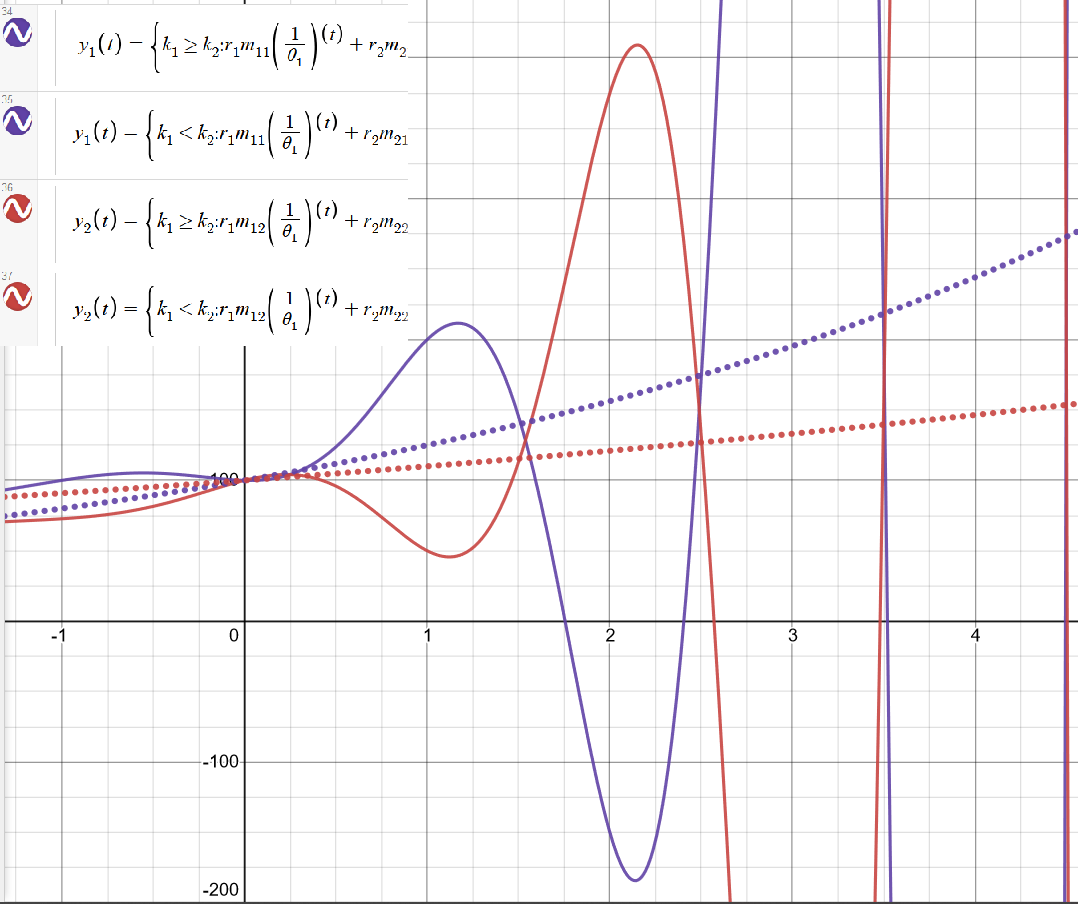 34
y₁(t) = { k₁ ≥ k₂: r₁m₁₁(1/θ₁)^(t) + r₂m₂
35
y₁(t) = { k₁ < k₂: r₁m₁₁(1/θ₁)^(t) + r₂m₂₁
36
y₂(t) = { k₁ ≥ k₂: r₁m₁₂(1/θ₁)^(t) + r₂m₂₂
37
y₂(t) = { k₁ < k₂: r₁m₁₂(1/θ₁)^(t) + r₂m₂₂
100
-1 0 1 2 3 4
-100
-200